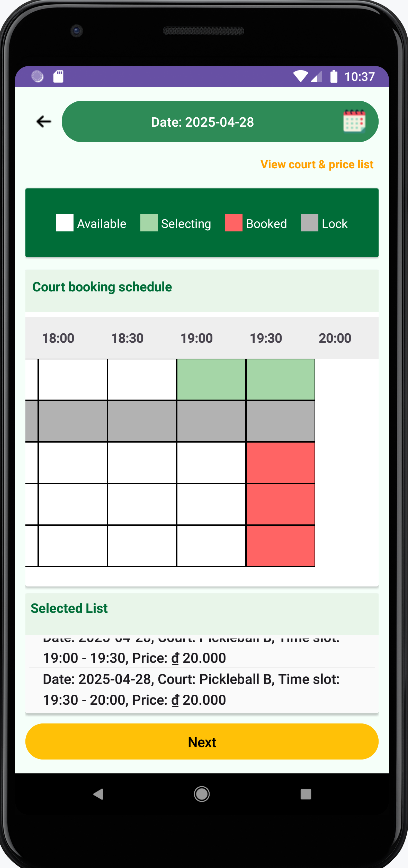 10:37
Date: 2025-04-28
View court & price list
Available Selecting Booked Lock
Court booking schedule
18:00 18:30 19:00 19:30 20:00
Selected List
Date: 2025-04-28, Court: Pickleball B, Time slot:
19:00 - 19:30, Price: ₫ 20.000
Date: 2025-04-28, Court: Pickleball B, Time slot:
19:30 - 20:00, Price: ₫ 20.000
Next